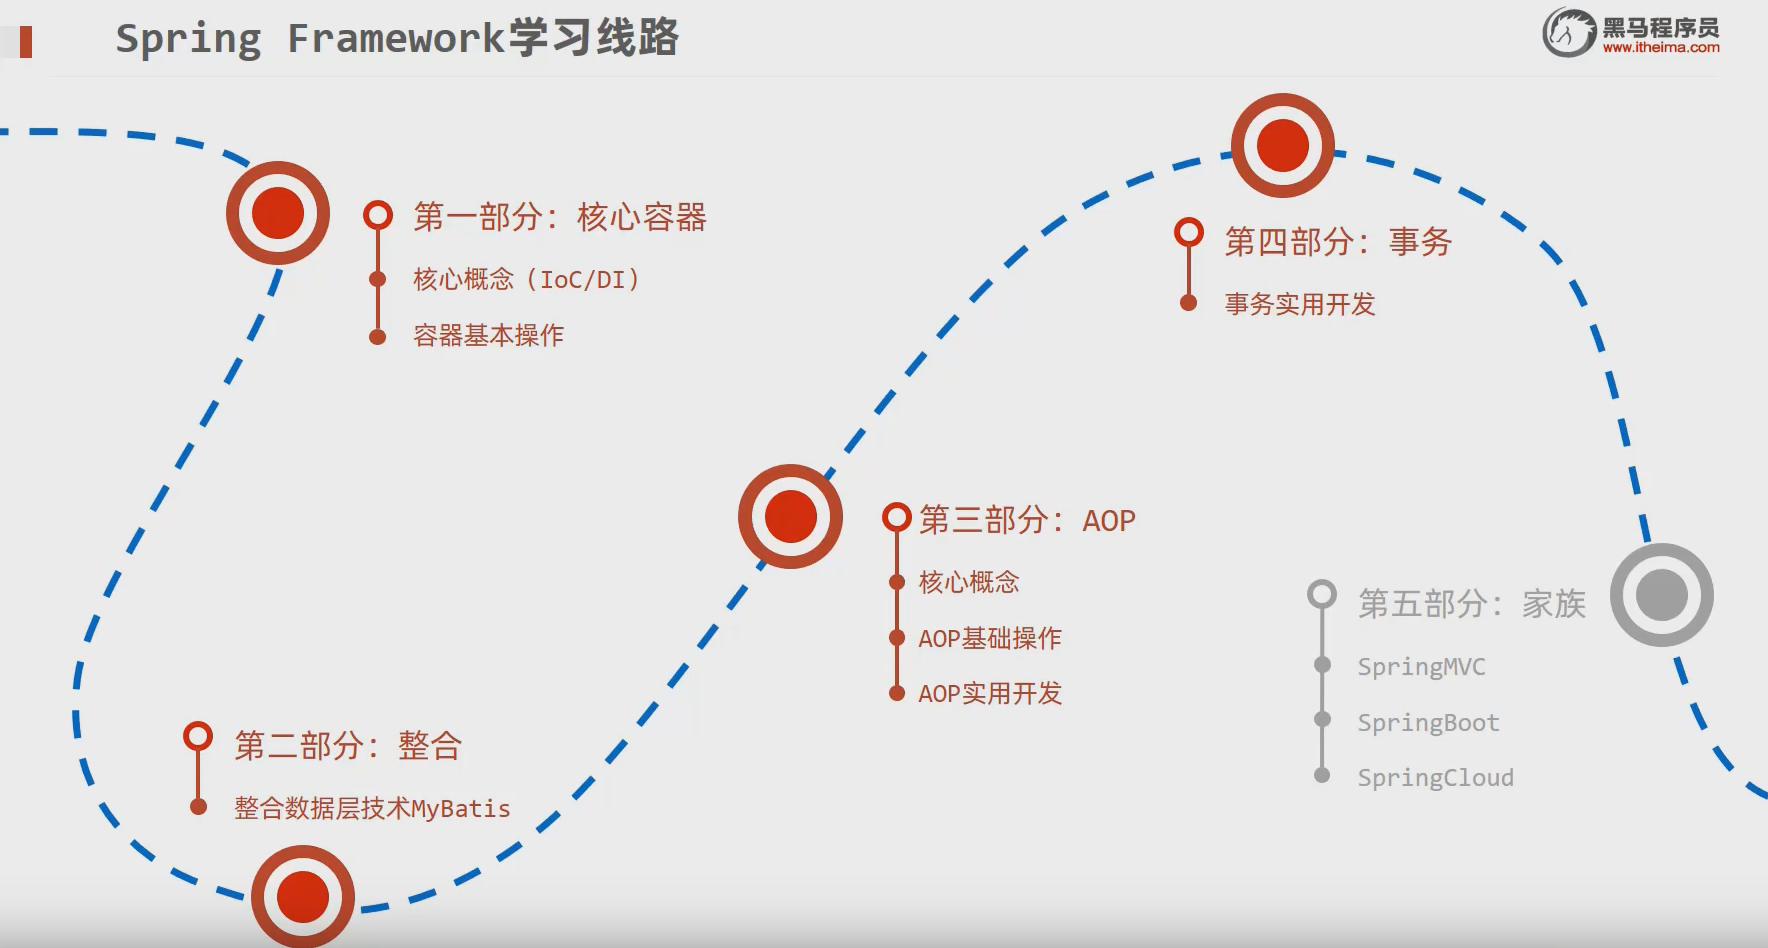 Spring Framework学习线路
黑马程序员
www.itheima.com
第一部分：核心容器
核心概念（IoC/DI）
容器基本操作
第二部分：整合
整合数据层技术MyBatis
第三部分：AOP
核心概念
AOP基础操作
AOP实用开发
第四部分：事务
事务实用开发
第五部分：家族
SpringMVC
SpringBoot
SpringCloud